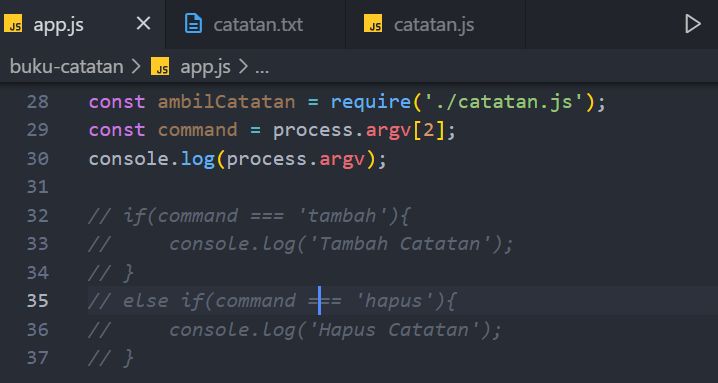 JS app.js × catatan.txt JS catatan.js
buku-catatan > JS app.js > ...
28 const ambilCatatan = require('./catatan.js');
29 const command = process.argv[2];
30 console.log(process.argv);
31
32 // if(command === 'tambah'){
33 //     console.log('Tambah Catatan');
34 // }
35 // else if(command === 'hapus'){
36 //     console.log('Hapus Catatan');
37 // }